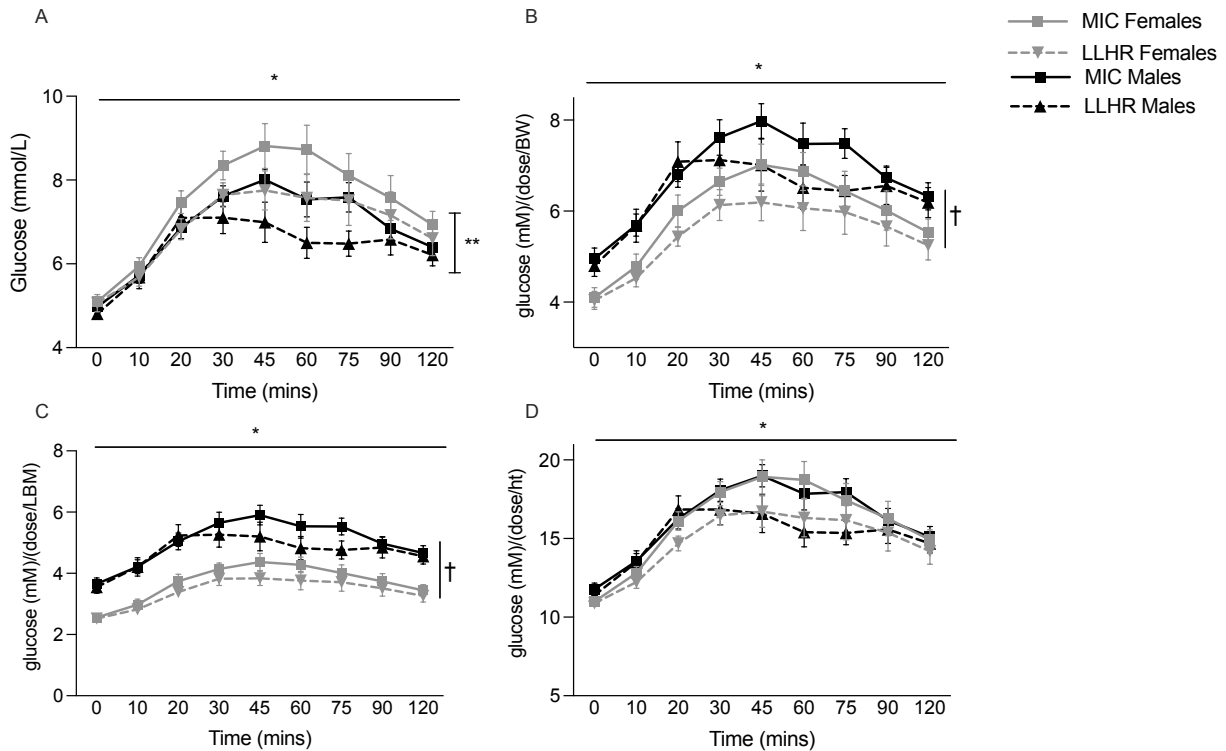 A
*
Glucose (mmol/L)
10
8
6
4
**
0 10 20 30 45 60 75 90 120
Time (mins)
B
*
glucose (mM)/(dose/BW)
8
6
4
†
0 10 20 30 45 60 75 90 120
Time (mins)
MIC Females
LLHR Females
MIC Males
LLHR Males
C
*
glucose (mM)/(dose/LBM)
8
6
4
2
0
†
0 10 20 30 45 60 75 90 120
Time (mins)
D
*
glucose (mM)/(dose/ht)
20
15
10
5
0 10 20 30 45 60 75 90 120
Time (mins)